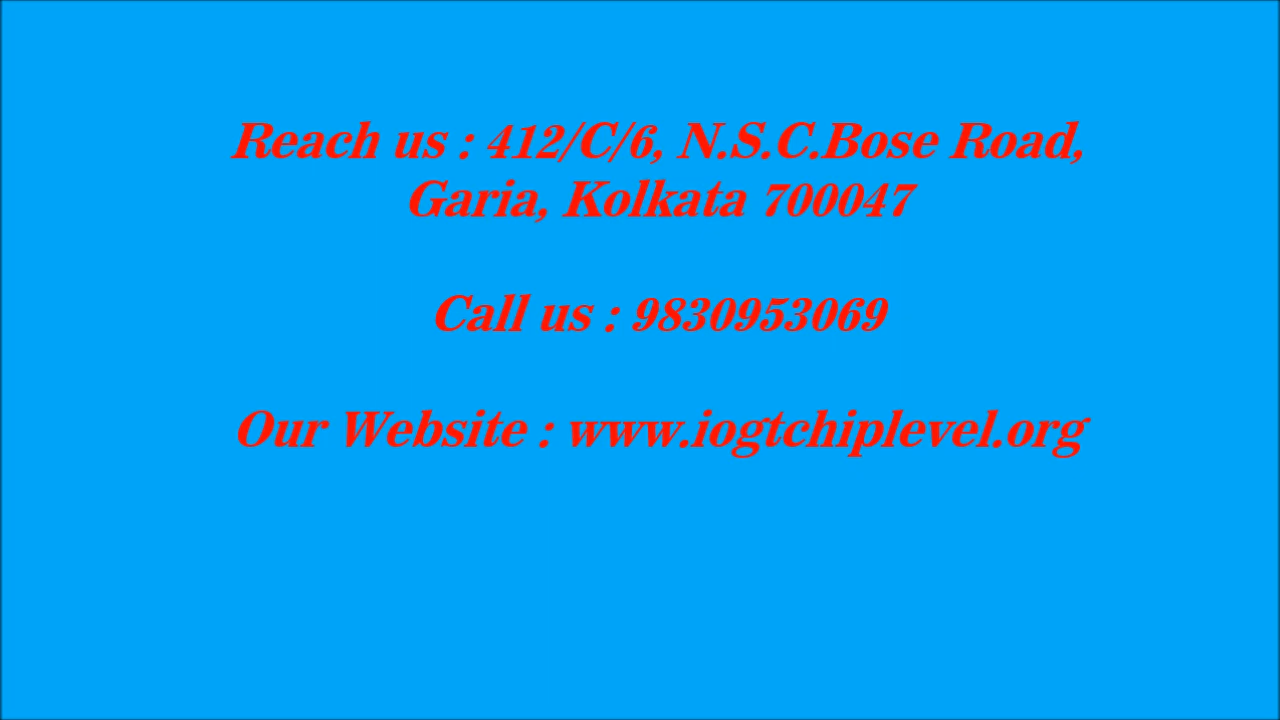 Reach us : 412/C/6, N.S.C.Bose Road,
Garia, Kolkata 700047
Call us : 9830953069
Our Website : www.iogtchiplevel.org